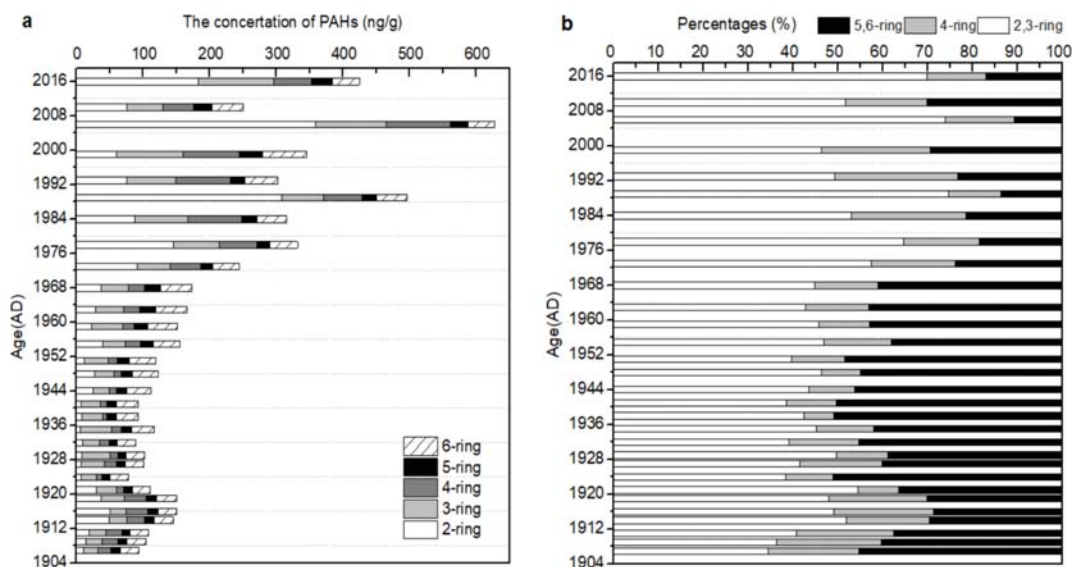 a
The concertation of PAHs (ng/g)
0 100 200 300 400 500 600
Age(AD)
2016
2008
2000
1992
1984
1976
1968
1960
1952
1944
1936
1928
1920
1912
1904
6-ring
5-ring
4-ring
3-ring
2-ring
b
Percentages (%) 5,6-ring 4-ring 2,3-ring
0 10 20 30 40 50 60 70 80 90 100
Age(AD)
2016
2008
2000
1992
1984
1976
1968
1960
1952
1944
1936
1928
1920
1912
1904